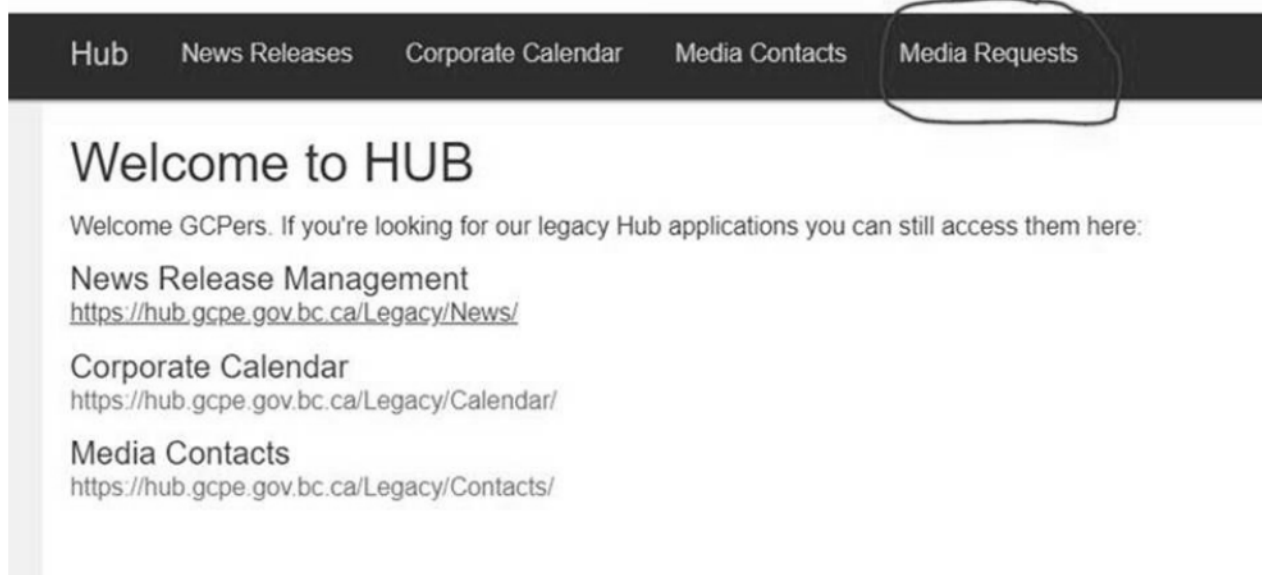 Hub News Releases Corporate Calendar Media Contacts Media Requests
Welcome to HUB
Welcome GCPers. If you're looking for our legacy Hub applications you can still access them here:
News Release Management
https://hub.gcpe.gov.bc.ca/Legacy/News/
Corporate Calendar
https://hub.gcpe.gov.bc.ca/Legacy/Calendar/
Media Contacts
https://hub.gcpe.gov.bc.ca/Legacy/Contacts/